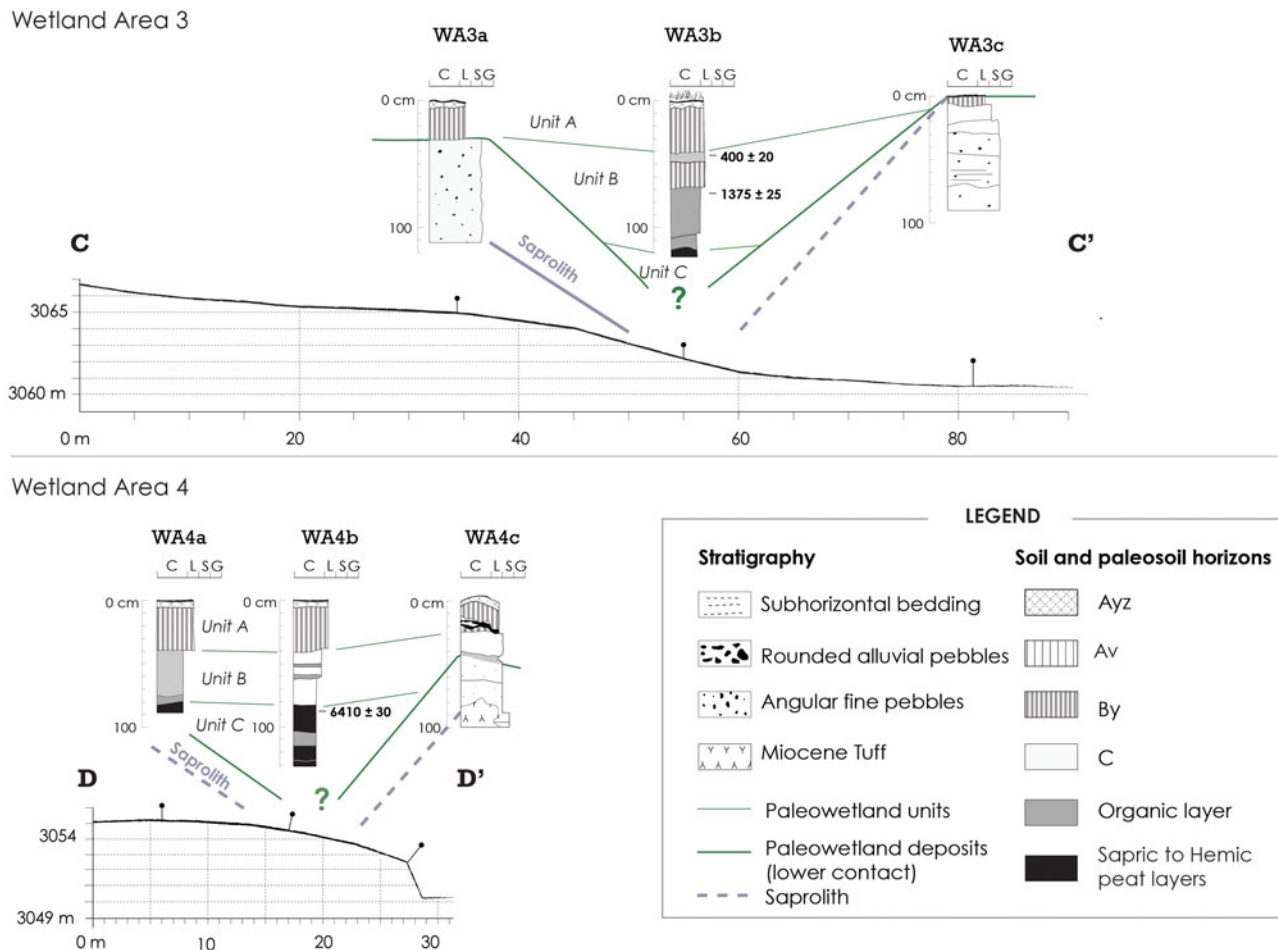 Wetland Area 3
WA3a
WA3b
WA3c
C L S G
C L S G
C L S G
0 cm
0 cm
0 cm
Unit A
400 ± 20
Unit B
1375 ± 25
100
100
100
C
C’
Saprolith
Unit C
?
3065
3060 m
0 m
20
40
60
80
Wetland Area 4
WA4a
WA4b
WA4c
C L S G
C L S G
C L S G
0 cm
0 cm
0 cm
Unit A
Unit B
6410 ± 30
100
Unit C
100
100
Saprolith
D
?
D’
3054
3049 m
0 m
10
20
30
LEGEND
Stratigraphy
Subhorizontal bedding
Rounded alluvial pebbles
Angular fine pebbles
Miocene Tuff
Paleowetland units
Paleowetland deposits
(lower contact)
Saprolith
Soil and paleosoil horizons
Ayz
Av
By
C
Organic layer
Sapric to Hemic
peat layers